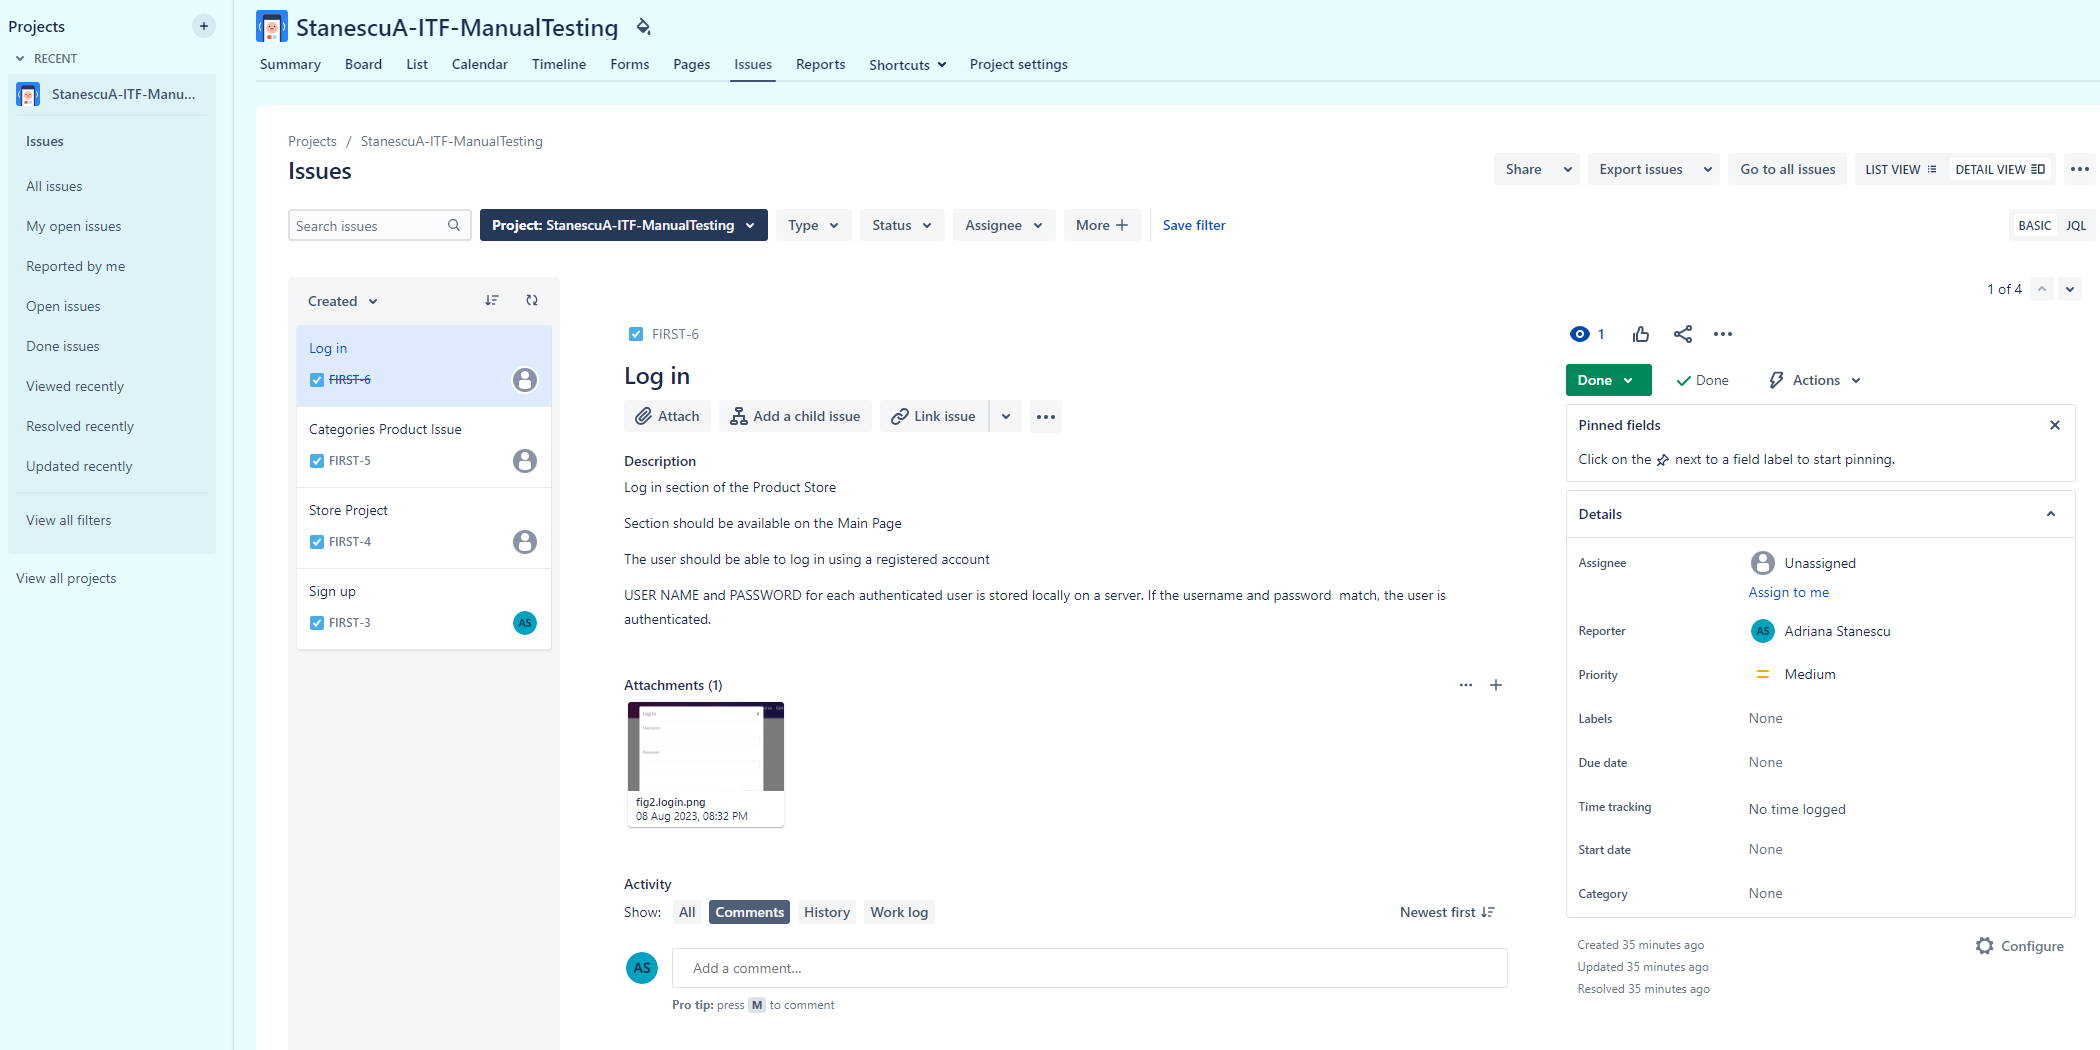 Projects
RECENT
StanescuA-ITF-Manu...
Issues
All issues
My open issues
Reported by me
Open issues
Done issues
Viewed recently
Resolved recently
Updated recently
View all filters
View all projects
StanescuA-ITF-ManualTesting
Summary Board List Calendar Timeline Forms Pages Issues Reports Shortcuts Project settings
Projects / StanescuA-ITF-ManualTesting
Issues
Share Export issues Go to all issues LIST VIEW DETAIL VIEW
Search issues Project: StanescuA-ITF-ManualTesting Type Status Assignee More Save filter BASIC JQL
Created
Log in
FIRST-6
Categories Product Issue
FIRST-5
Store Project
FIRST-4
Sign up
FIRST-3 AS
1 of 4
FIRST-6
Log in
Attach Add a child issue Link issue
Description
Log in section of the Product Store
Section should be available on the Main Page
The user should be able to log in using a registered account
USER NAME and PASSWORD for each authenticated user is stored locally on a server. If the username and password match, the user is
authenticated.
Attachments (1)
Log in
Username
Password
fig2.login.png
08 Aug 2023, 08:32 PM
Activity
Show: All Comments History Work log Newest first
AS Add a comment...
Pro tip: press M to comment
1
Done Done Actions
Pinned fields
Click on the next to a field label to start pinning.
Details
Assignee Unassigned
Assign to me
Reporter AS Adriana Stanescu
Priority Medium
Labels None
Due date None
Time tracking No time logged
Start date None
Category None
Created 35 minutes ago Configure
Updated 35 minutes ago
Resolved 35 minutes ago